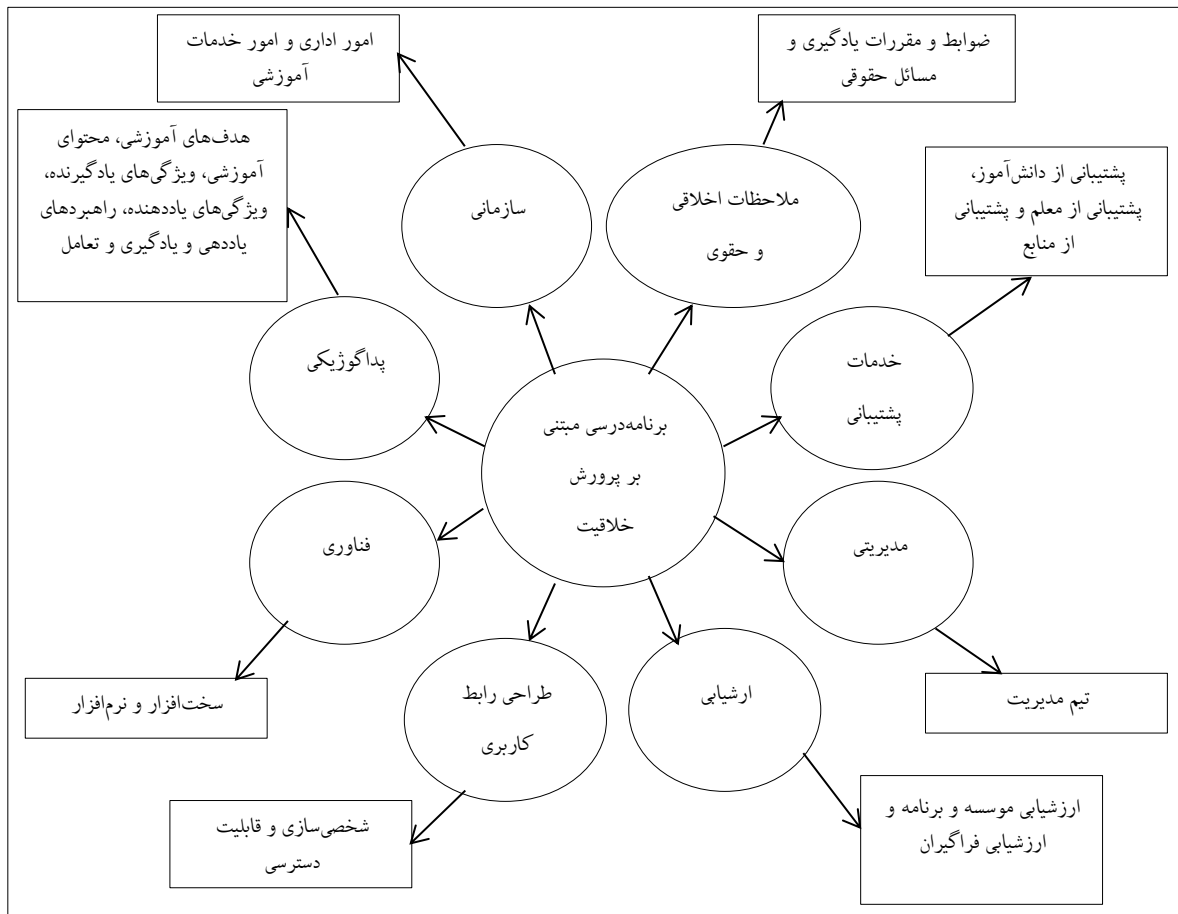 ضوابط و مقررات یادگیری و
مسائل حقوقی
امور اداری و امور خدمات
آموزشی
هدف‌های آموزشی، محتوای
آموزشی، ویژگی‌های یادگیرنده،
ویژگی‌های یاددهنده، راهبردهای
یاددهی و یادگیری و تعامل
پشتیبانی از دانش‌آموز،
پشتیبانی از معلم و پشتیبانی
از منابع
ملاحظات اخلاقی
و حقوی
سازمانی
خدمات
پشتیبانی
پداگوژیکی
برنامه‌درسی مبتنی
بر پرورش
خلاقیت
مدیریتی
فناوری
ارشیابی
طراحی رابط
کاربری
تیم مدیریت
سخت‌افزار و نرم‌افزار
ارزشیابی موسسه و برنامه و
ارزشیابی فراگیران
شخصی‌سازی و قابلیت
دسترسی